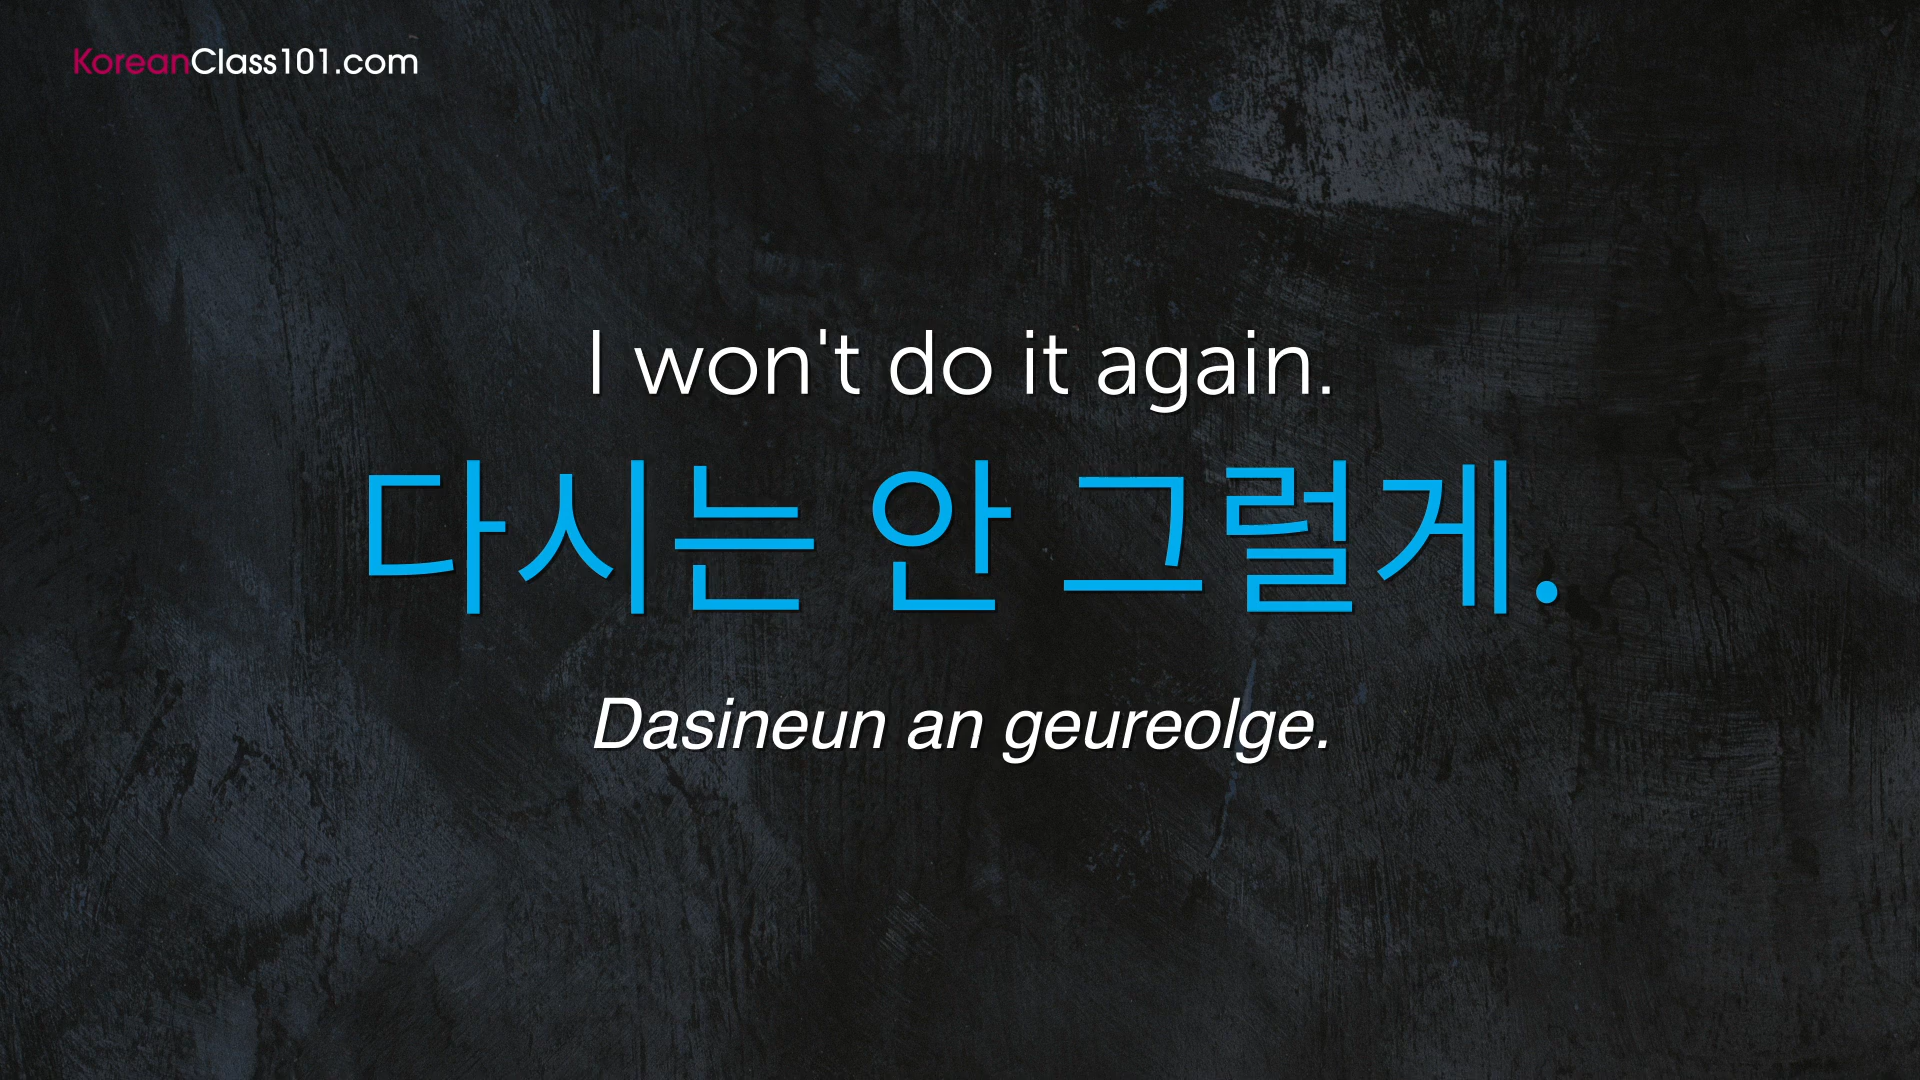 KoreanClass101.com
I won't do it again.
다시는 안 그럴게.
Dasineun an geureolge.